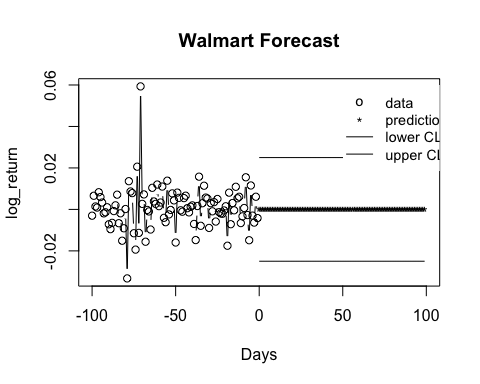 Walmart Forecast
log_return
0.06
0.02
-0.02
data
predictio
lower CL
upper CL
-100
-50
0
50
100
Days